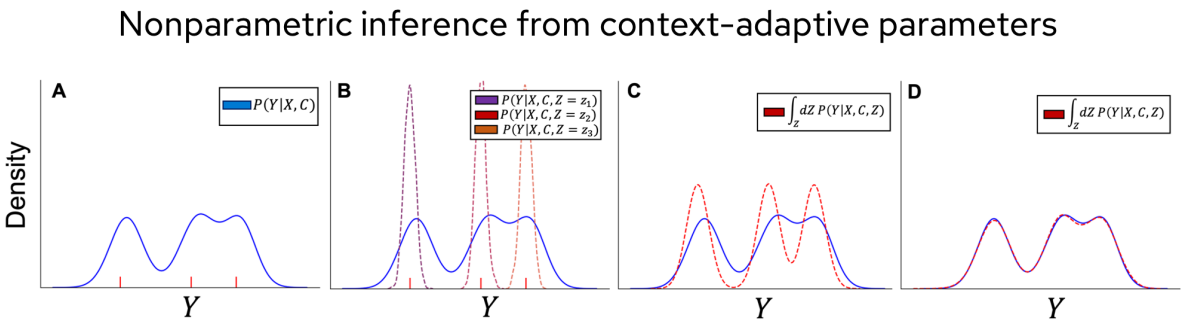 Nonparametric inference from context-adaptive parameters
A
P(Y|X, C)
B
P(Y|X, C, Z = z₁)
P(Y|X, C, Z = z₂)
P(Y|X, C, Z = z₃)
C
∫_Z dZ P(Y|X, C, Z)
D
∫_Z dZ P(Y|X, C, Z)
Density
Y
Y
Y
Y